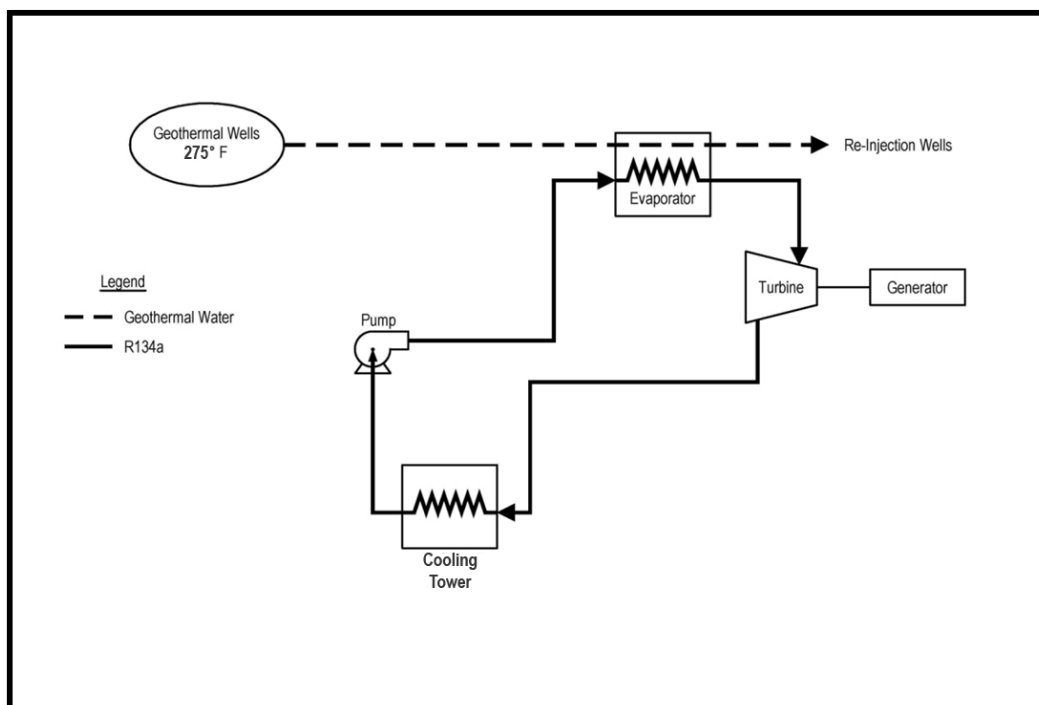 Geothermal Wells
275° F
Re-Injection Wells
Evaporator
Legend
Geothermal Water
R134a
Turbine
Generator
Pump
Cooling
Tower